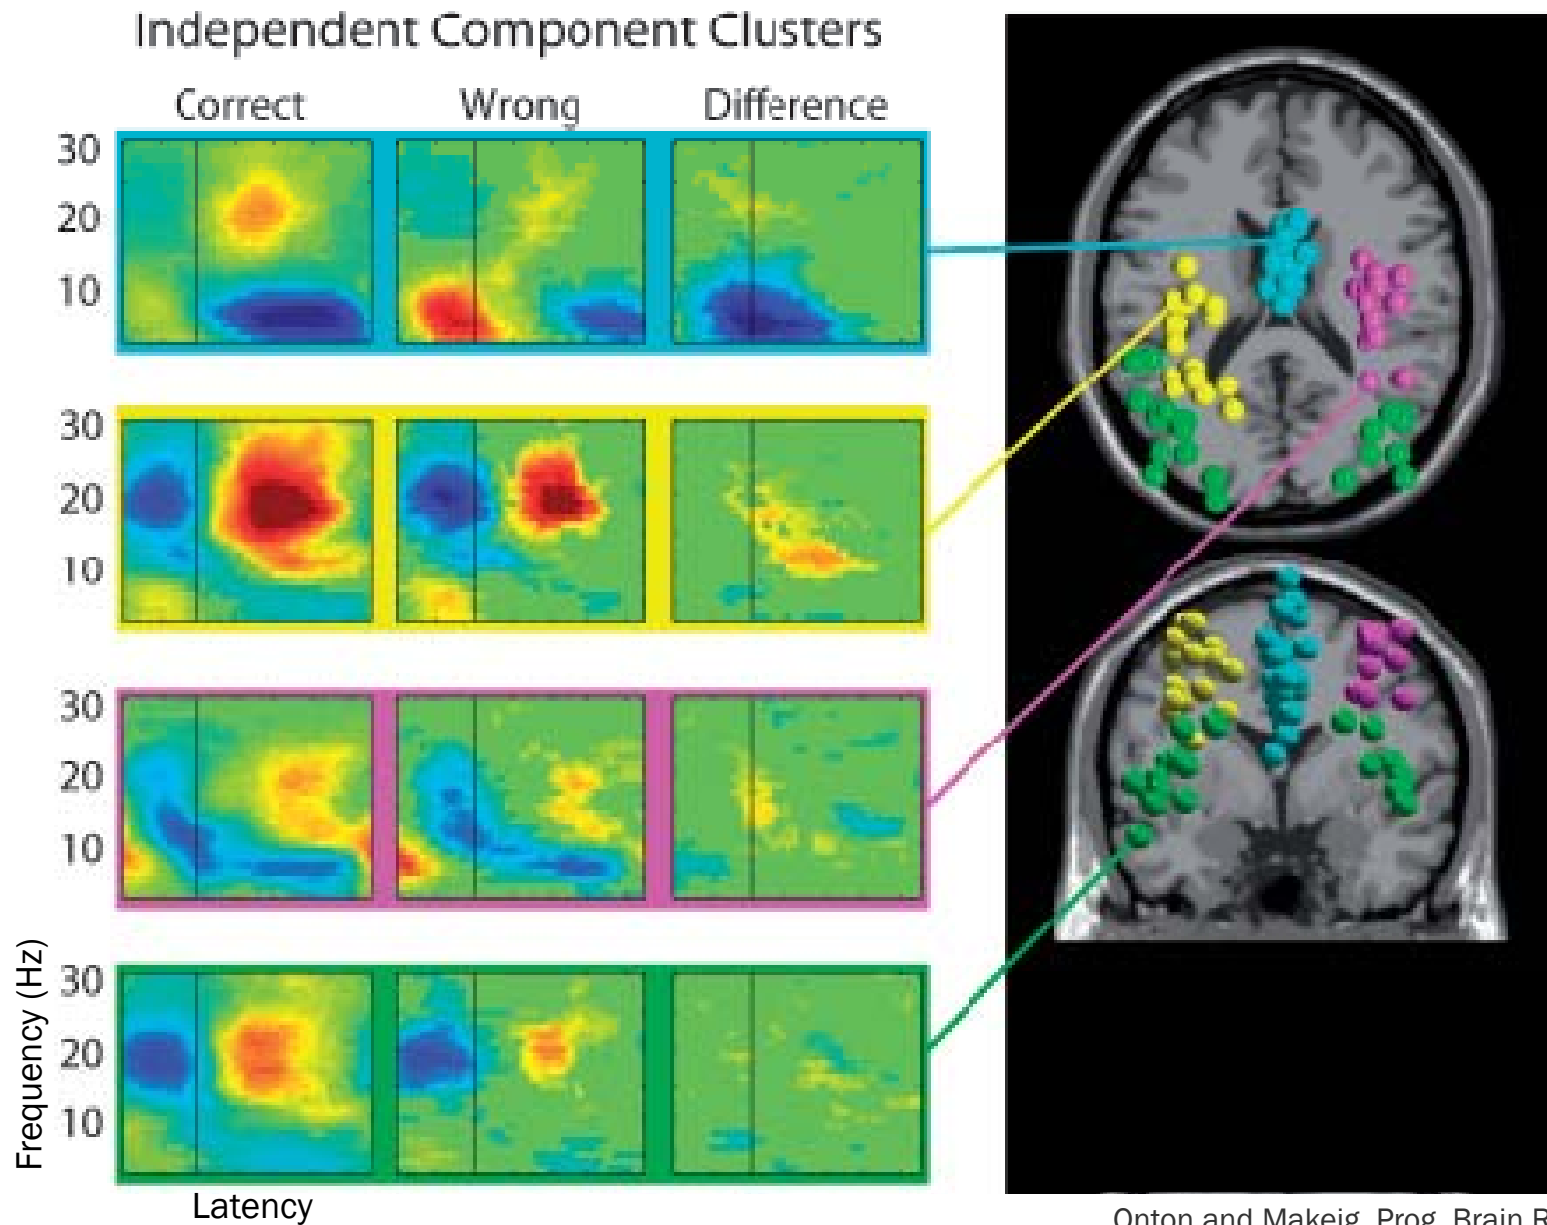 Independent Component Clusters
Correct Wrong Difference
30
20
10
30
20
10
30
20
10
30
20
10
Frequency (Hz)
Latency
Onton and Makeig, Prog. Brain R